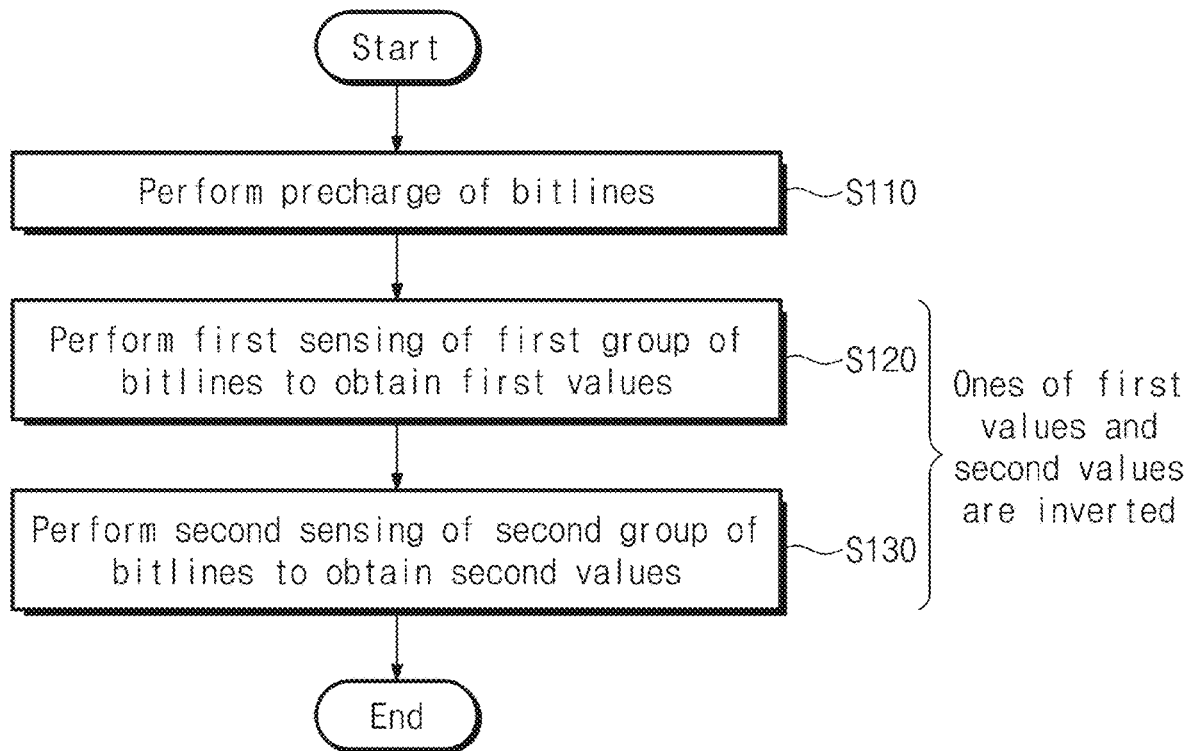 Start
Perform precharge of bitlines
S110
Perform first sensing of first group of
bitlines to obtain first values
S120
Perform second sensing of second group of
bitlines to obtain second values
S130
Ones of first
values and
second values
are inverted
End